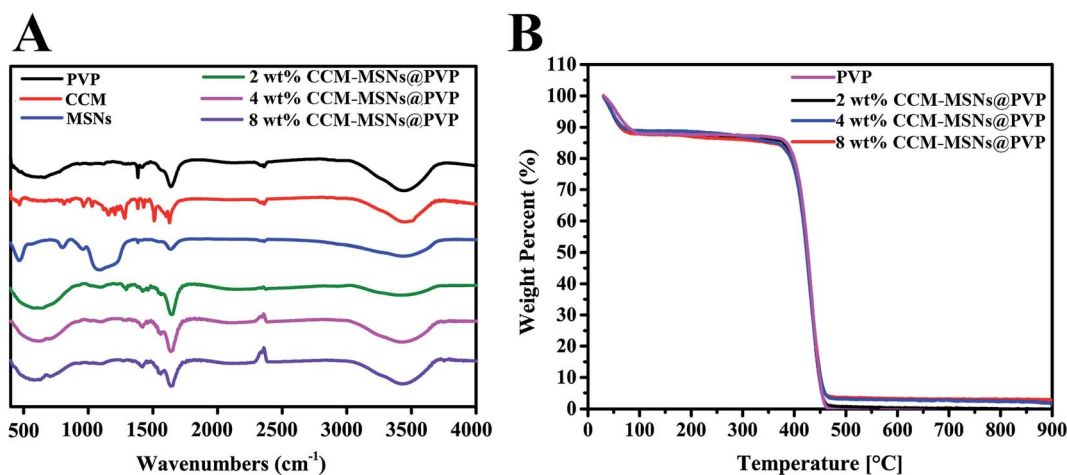 A
PVP
CCM
MSNs
2 wt% CCM-MSNs@PVP
4 wt% CCM-MSNs@PVP
8 wt% CCM-MSNs@PVP
500 1000 1500 2000 2500 3000 3500 4000
Wavenumbers (cm⁻¹)
B
PVP
2 wt% CCM-MSNs@PVP
4 wt% CCM-MSNs@PVP
8 wt% CCM-MSNs@PVP
Weight Percent (%)
110
100
90
80
70
60
50
40
30
20
10
0
0 100 200 300 400 500 600 700 800 900
Temperature [°C]